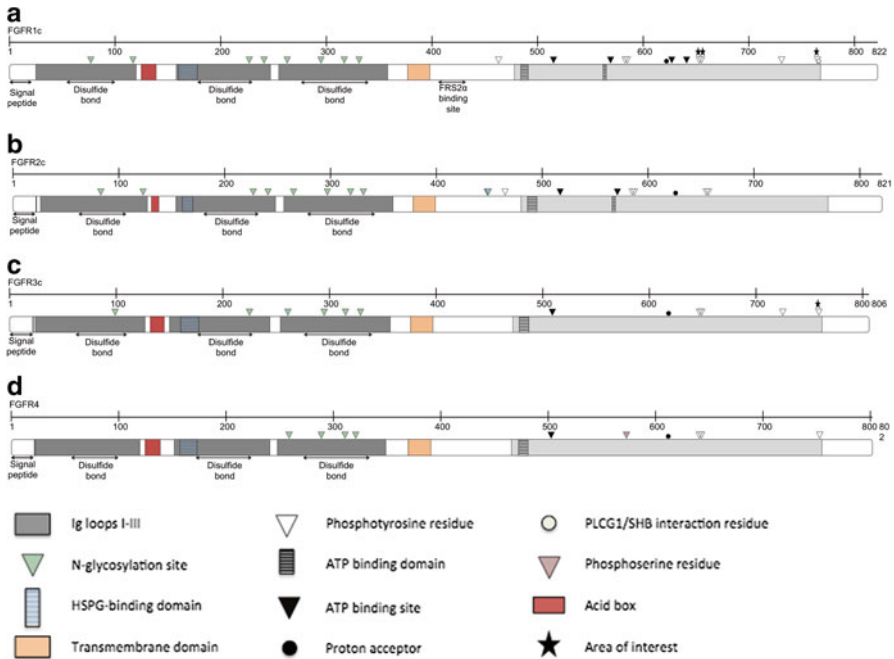 a
FGFR1c
1 100 200 300 400 500 600 700 800 822
Signal peptide
Disulfide bond
Disulfide bond
Disulfide bond
FRS2α binding site
b
FGFR2c
1 100 200 300 400 500 600 700 821
Signal peptide
Disulfide bond
Disulfide bond
Disulfide bond
c
FGFR3c
1 100 200 300 400 500 600 700 800 806
Signal peptide
Disulfide bond
Disulfide bond
Disulfide bond
d
FGFR4
1 100 200 300 400 500 600 700 800 802
Signal peptide
Disulfide bond
Disulfide bond
Disulfide bond
Ig loops I-III
Phosphotyrosine residue
PLCG1/SHB interaction residue
N-glycosylation site
ATP binding domain
Phosphoserine residue
HSPG-binding domain
ATP binding site
Acid box
Transmembrane domain
Proton acceptor
Area of interest